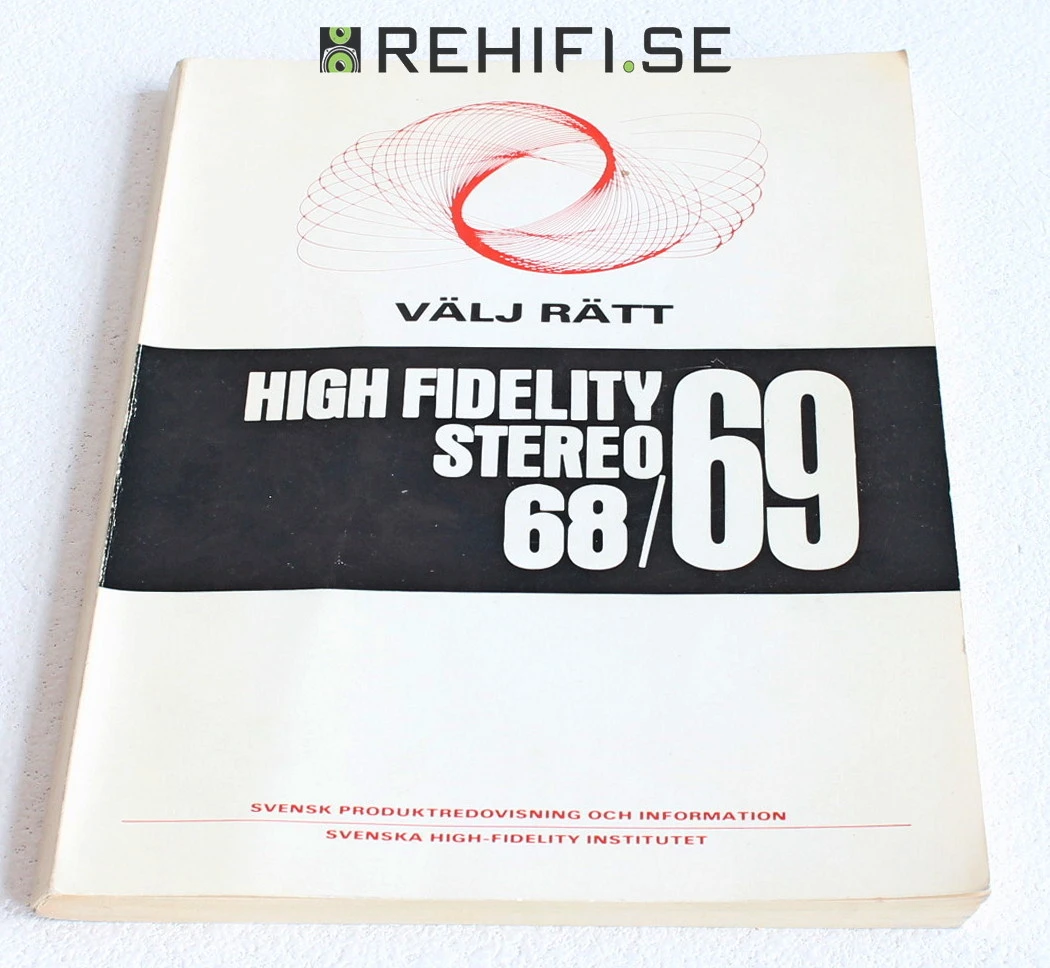 REHIFI.SE
VÄLJ RÄTT
HIGH FIDELITY
STEREO
68/69
SVENSK PRODUKTREDOVISNING OCH INFORMATION
SVENSKA HIGH-FIDELITY INSTITUTET